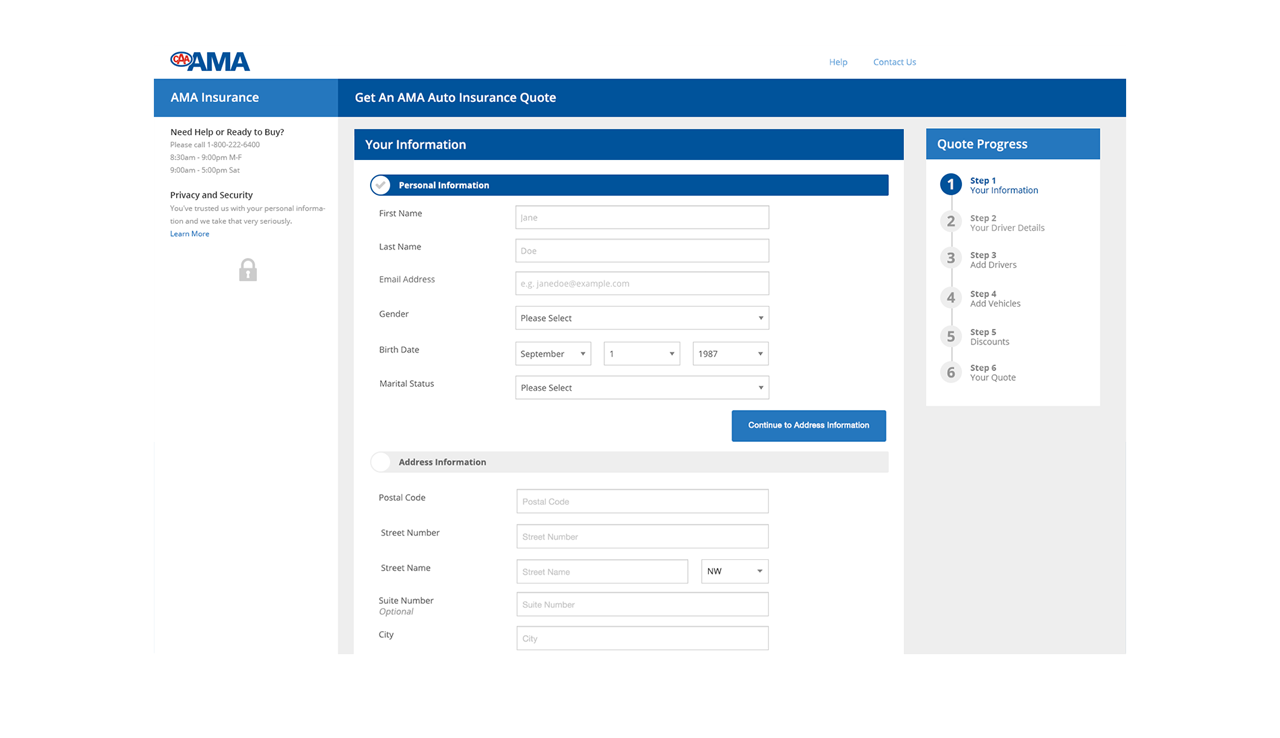 CAA AMA
Help
Contact Us
AMA Insurance
Get An AMA Auto Insurance Quote
Need Help or Ready to Buy?
Please call 1-800-222-6400
8:30am - 9:00pm M-F
9:00am - 5:00pm Sat
Privacy and Security
You've trusted us with your personal informa-
tion and we take that very seriously.
Learn More
Your Information
Personal Information
First Name
Jane
Last Name
Doe
Email Address
e.g. janedoe@example.com
Gender
Please Select
Birth Date
September
1
1987
Marital Status
Please Select
Continue to Address Information
Address Information
Postal Code
Postal Code
Street Number
Street Number
Street Name
Street Name
NW
Suite Number
Optional
Suite Number
City
City
Quote Progress
1
Step 1
Your Information
2
Step 2
Your Driver Details
3
Step 3
Add Drivers
4
Step 4
Add Vehicles
5
Step 5
Discounts
6
Step 6
Your Quote